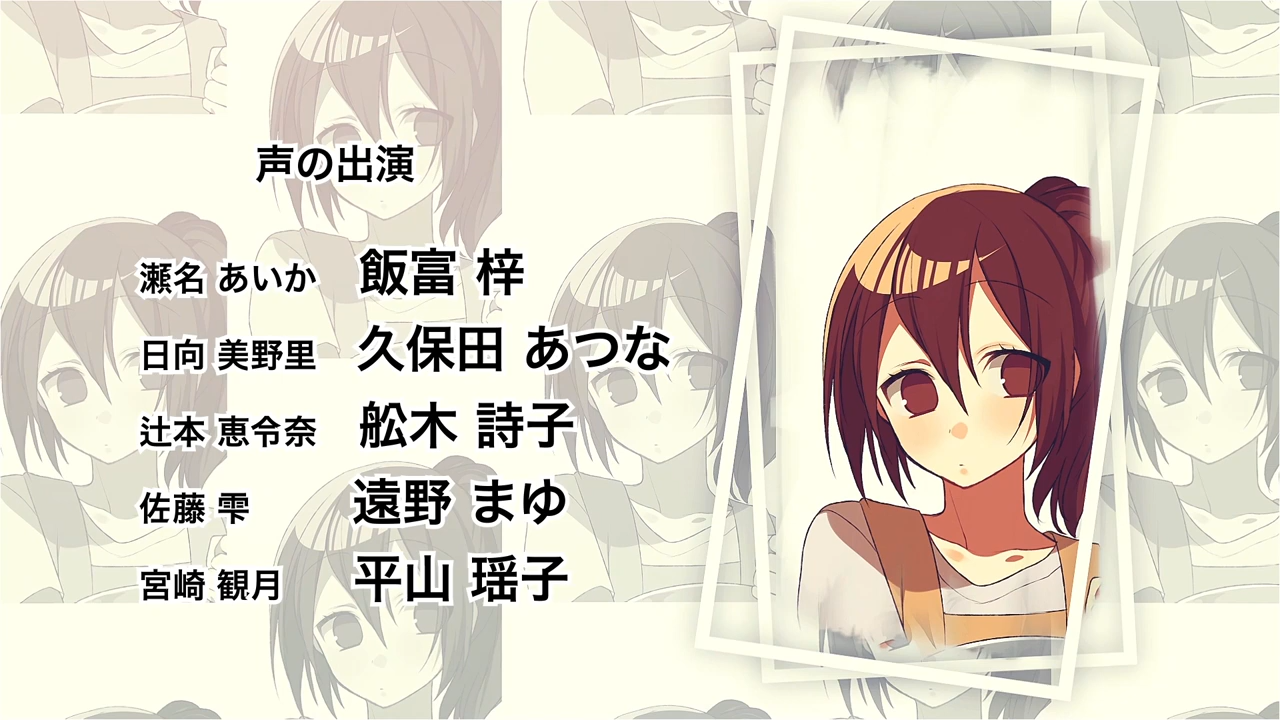 声の出演
瀬名 あいか 飯富 梓
日向 美野里 久保田 あつな
辻本 恵令奈 舩木 詩子
佐藤 雫 遠野 まゆ
宮崎 観月 平山 瑶子